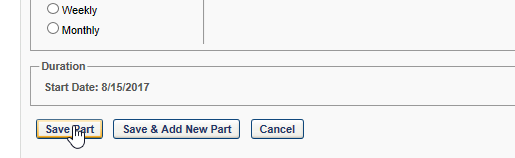 Weekly
Monthly
Duration
Start Date: 8/15/2017
Save Part Save & Add New Part Cancel